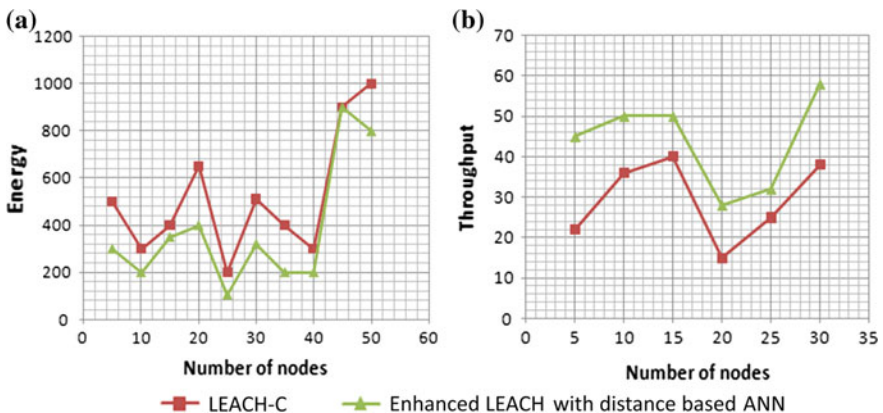 (a)
1200
1000
800
600
400
200
0
Energy
0 10 20 30 40 50 60
Number of nodes
(b)
70
60
50
40
30
20
10
0
Throughput
0 5 10 15 20 25 30 35
Number of nodes
LEACH-C
Enhanced LEACH with distance based ANN